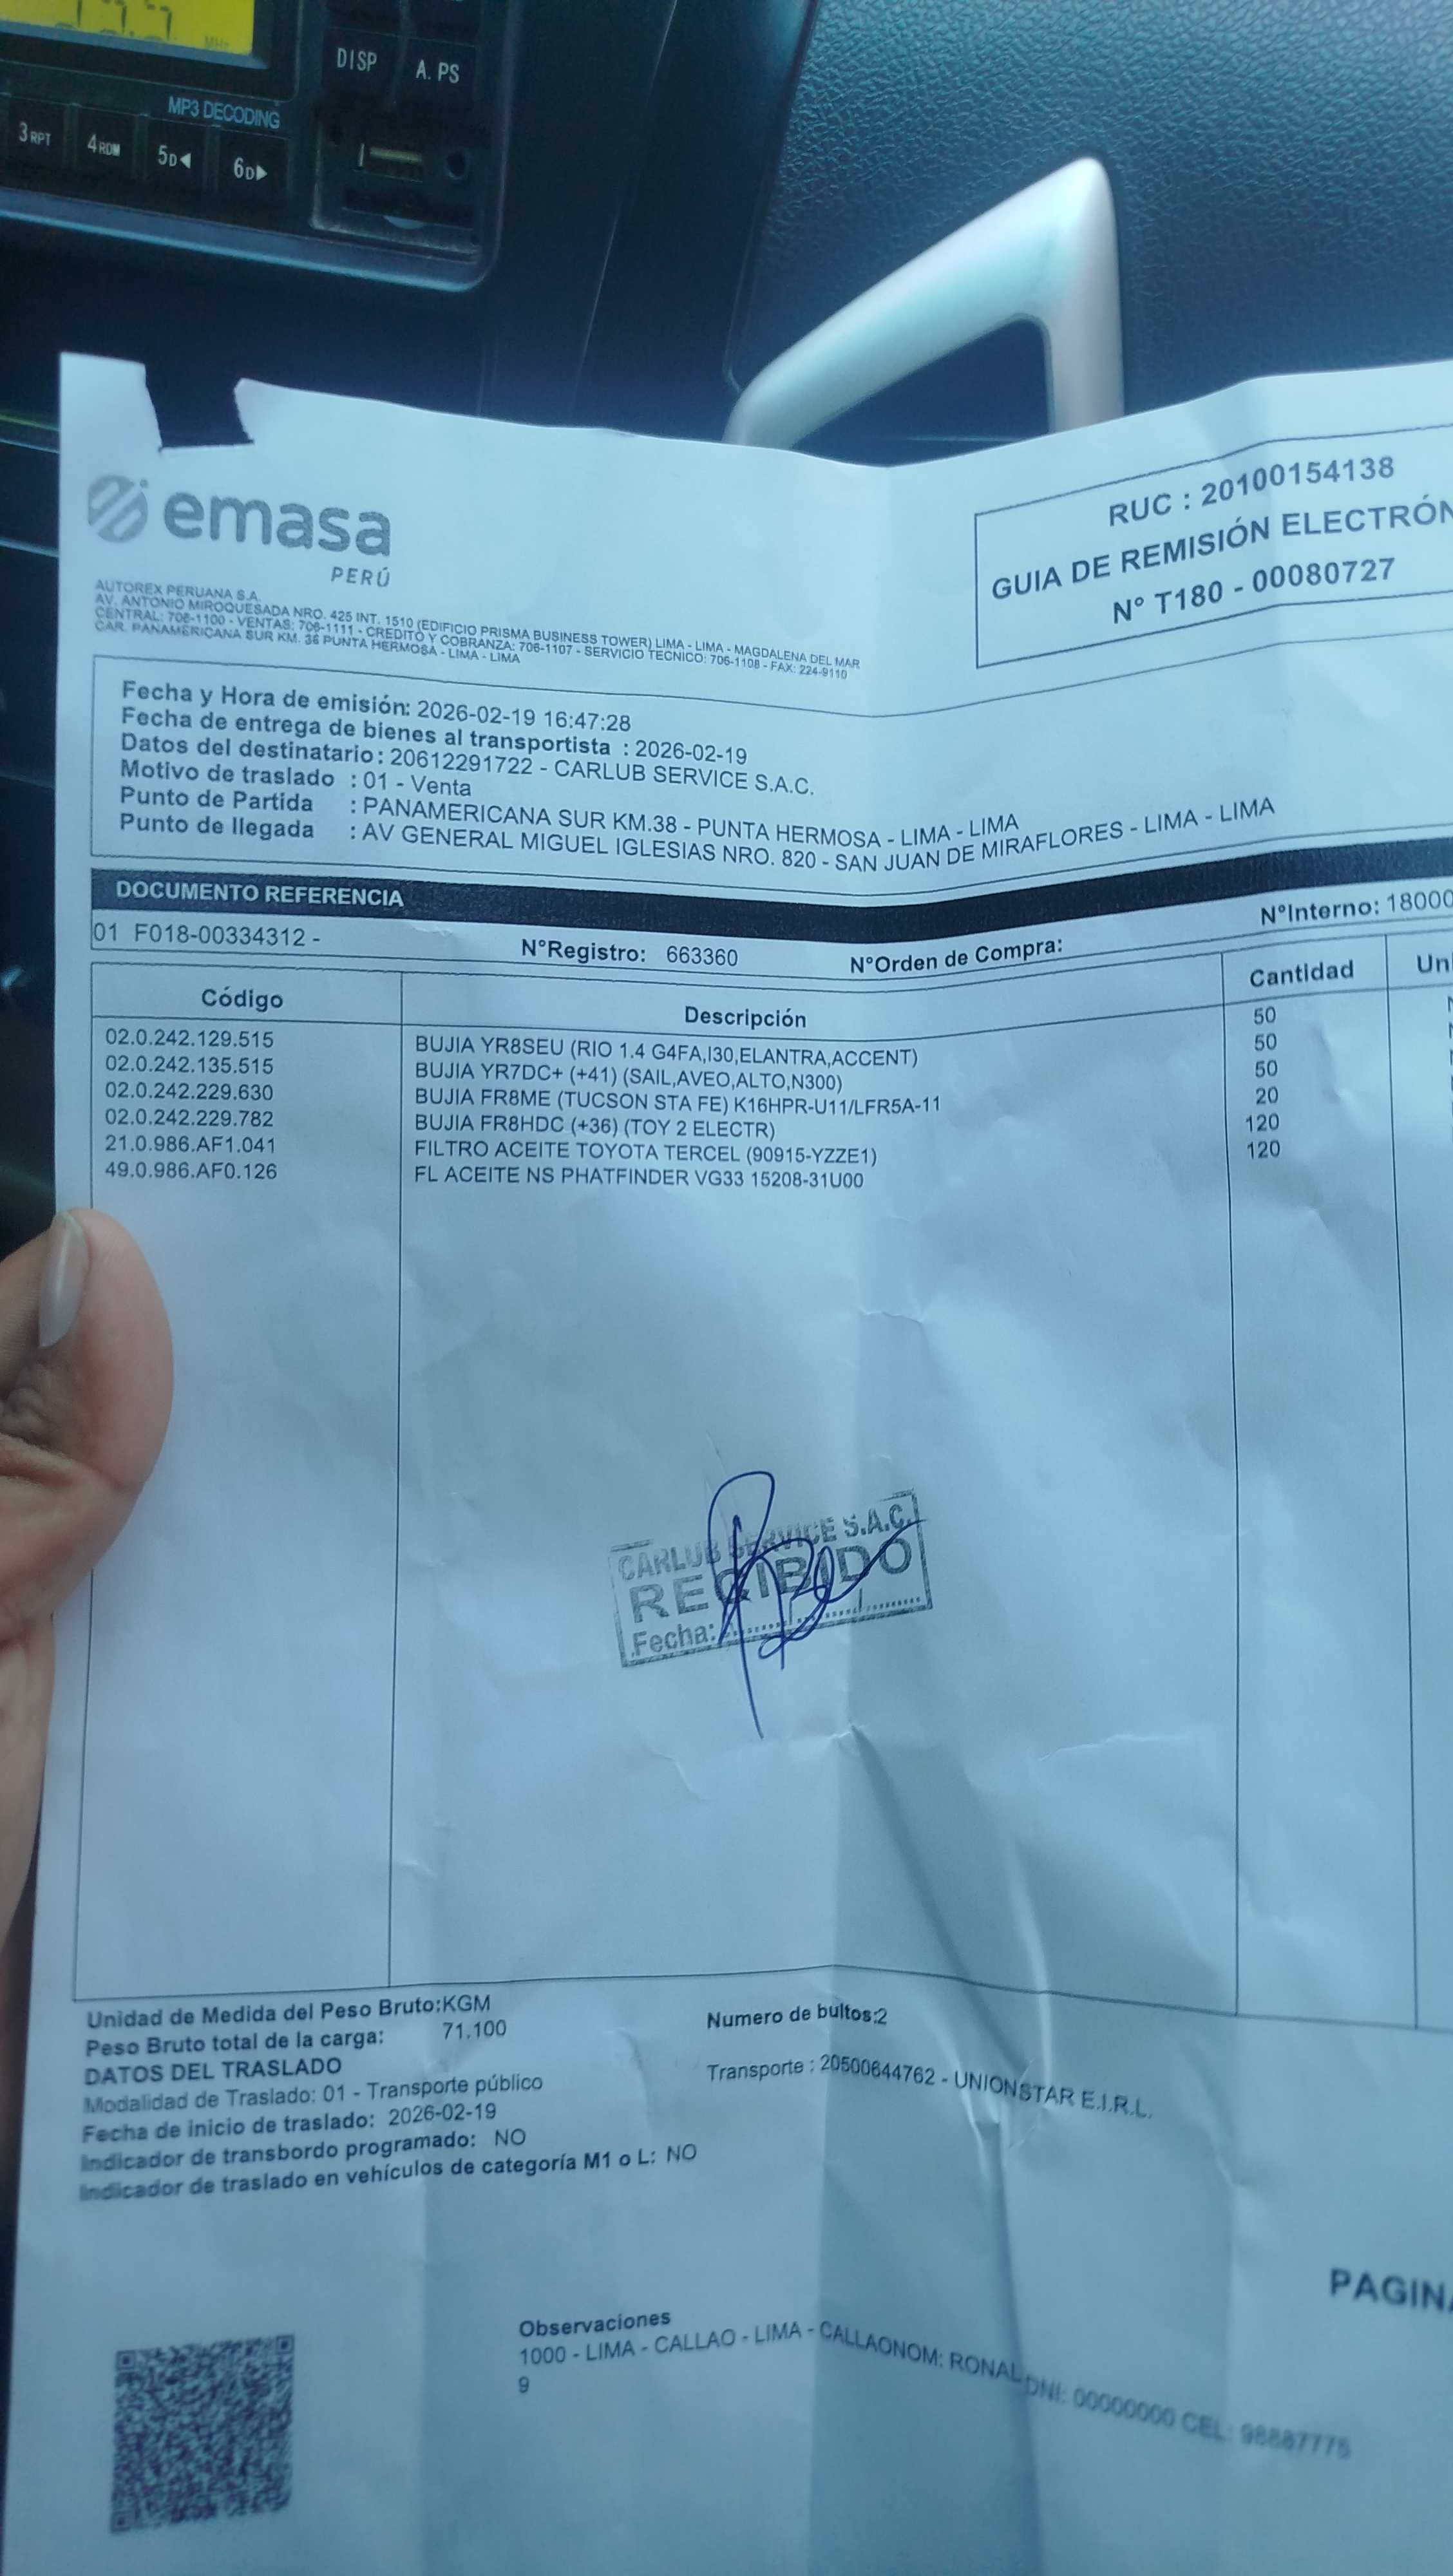 MHz
DISP
A.PS
MP3 DECODING
3RPT
4RDM
5D◀
6D▶
emasa
PERÚ
AUTOREX PERUANA S.A.
AV. ANTONIO MIROQUESADA NRO. 425 INT. 1510 (EDIFICIO PRISMA BUSINESS TOWER) LIMA - LIMA - MAGDALENA DEL MAR
CENTRAL: 706-1100 - VENTAS: 706-1111 - CREDITO Y COBRANZA: 706-1107 - SERVICIO TECNICO: 706-1108 - FAX: 224-9110
CAR. PANAMERICANA SUR KM. 38 PUNTA HERMOSA - LIMA - LIMA
RUC : 20100154138
GUIA DE REMISIÓN ELECTRÓN
N° T180 - 00080727
Fecha y Hora de emisión: 2026-02-19 16:47:28
Fecha de entrega de bienes al transportista : 2026-02-19
Datos del destinatario: 20612291722 - CARLUB SERVICE S.A.C.
Motivo de traslado : 01 - Venta
Punto de Partida : PANAMERICANA SUR KM.38 - PUNTA HERMOSA - LIMA - LIMA
Punto de llegada : AV GENERAL MIGUEL IGLESIAS NRO. 820 - SAN JUAN DE MIRAFLORES - LIMA - LIMA
DOCUMENTO REFERENCIA
01 F018-00334312 - N°Registro: 663360 N°Orden de Compra: N°Interno: 18000
Código Descripción Cantidad Un
02.0.242.129.515 BUJIA YR8SEU (RIO 1.4 G4FA,I30,ELANTRA,ACCENT) 50
02.0.242.135.515 BUJIA YR7DC+ (+41) (SAIL,AVEO,ALTO,N300) 50
02.0.242.229.630 BUJIA FR8ME (TUCSON STA FE) K16HPR-U11/LFR5A-11 50
02.0.242.229.782 BUJIA FR8HDC (+36) (TOY 2 ELECTR) 20
21.0.986.AF1.041 FILTRO ACEITE TOYOTA TERCEL (90915-YZZE1) 120
49.0.986.AF0.126 FL ACEITE NS PHATFINDER VG33 15208-31U00 120
CARLUB SERVICE S.A.C.
RECIBIDO
Fecha:
Unidad de Medida del Peso Bruto:KGM
Peso Bruto total de la carga: 71.100
Numero de bultos:2
DATOS DEL TRASLADO
Modalidad de Traslado: 01 - Transporte público
Transporte : 20500644762 - UNIONSTAR E.I.R.L.
Fecha de inicio de traslado: 2026-02-19
Indicador de transbordo programado: NO
Indicador de traslado en vehículos de categoría M1 o L: NO
PAGINA
Observaciones
1000 - LIMA - CALLAO - LIMA - CALLAONOM: RONAL DNI: 00000000 CEL: 98887775
9